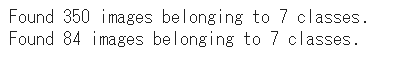 Found 350 images belonging to 7 classes.
Found 84 images belonging to 7 classes.